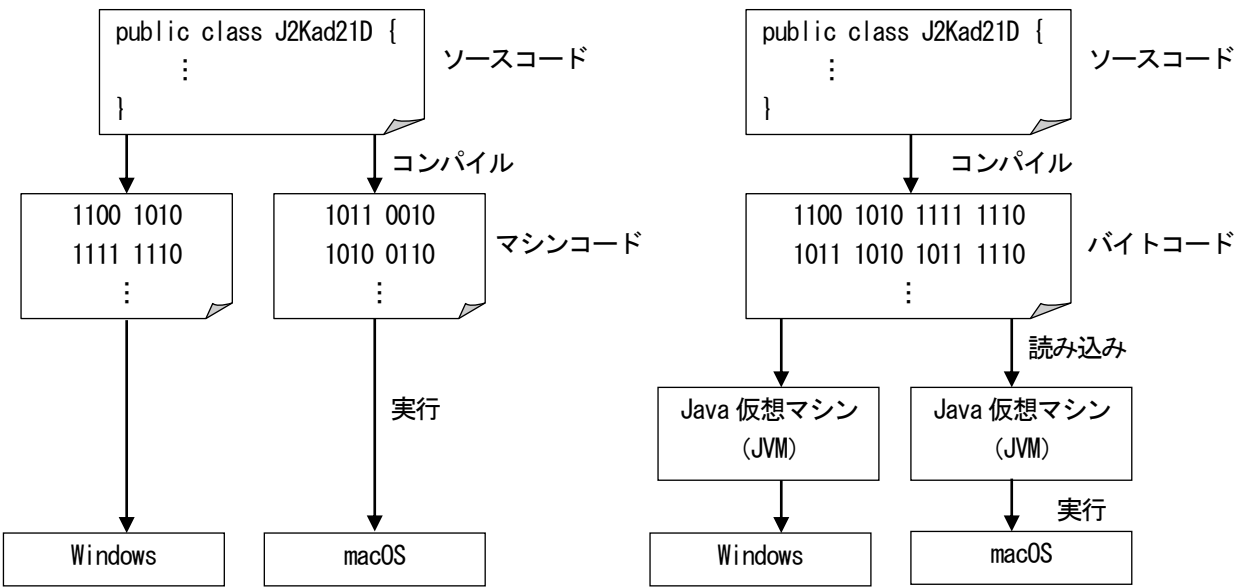 public class J2Kad21D {
⋮
}
ソースコード
コンパイル
1100 1010
1111 1110
⋮
1011 0010
1010 0110
⋮
マシンコード
実行
Windows
macOS
public class J2Kad21D {
⋮
}
ソースコード
コンパイル
1100 1010 1111 1110
1011 1010 1011 1110
⋮
バイトコード
読み込み
Java 仮想マシン
(JVM)
Java 仮想マシン
(JVM)
実行
Windows
macOS